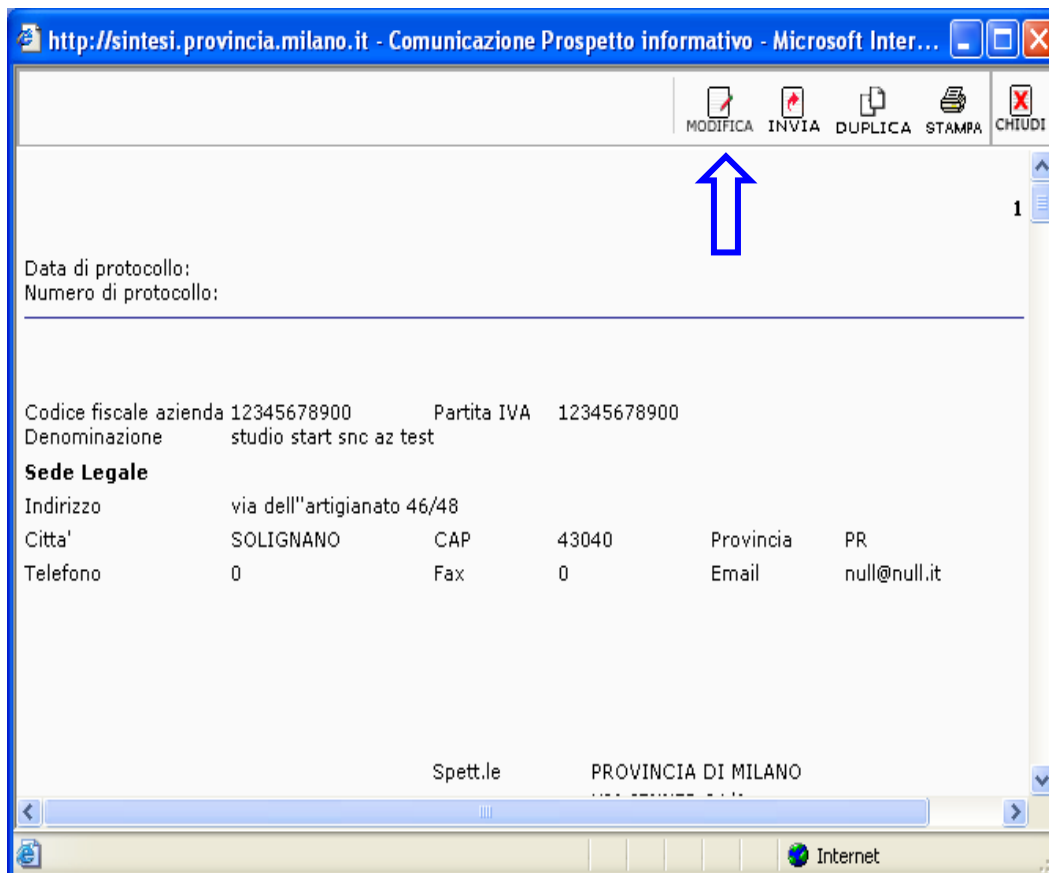 http://sintesi.provincia.milano.it - Comunicazione Prospetto informativo - Microsoft Inter...
MODIFICA INVIA DUPLICA STAMPA CHIUDI
1
Data di protocollo:
Numero di protocollo:
Codice fiscale azienda 12345678900 Partita IVA 12345678900
Denominazione studio start snc az test
Sede Legale
Indirizzo via dell''artigianato 46/48
Citta' SOLIGNANO CAP 43040 Provincia PR
Telefono 0 Fax 0 Email null@null.it
Spett.le PROVINCIA DI MILANO
Internet